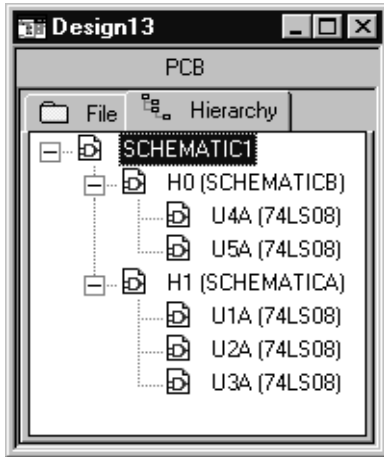 Design13
PCB
File Hierarchy
SCHEMATIC1
H0 (SCHEMATICB)
U4A (74LS08)
U5A (74LS08)
H1 (SCHEMATICA)
U1A (74LS08)
U2A (74LS08)
U3A (74LS08)